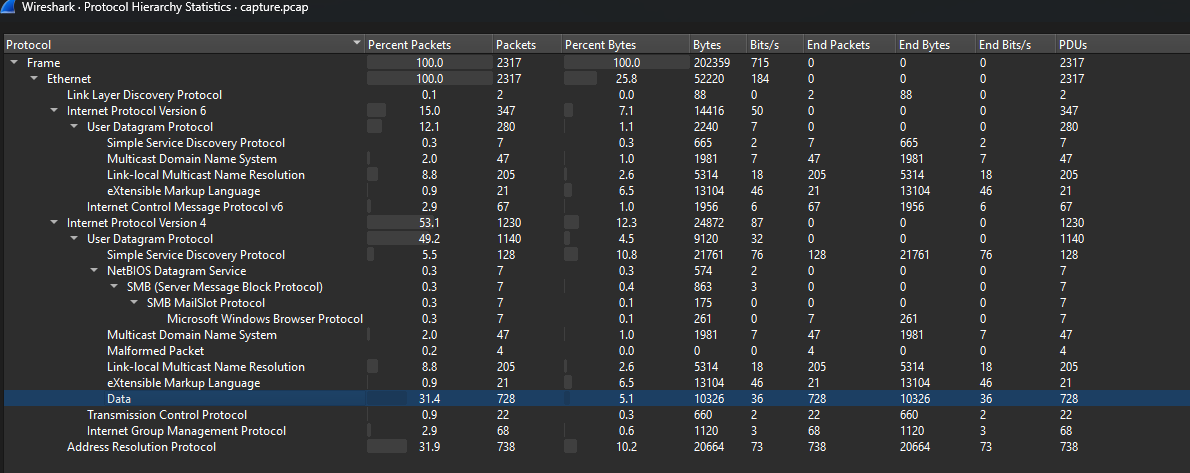 Wireshark · Protocol Hierarchy Statistics · capture.pcap
Protocol Percent Packets Packets Percent Bytes Bytes Bits/s End Packets End Bytes End Bits/s PDUs
Frame 100.0 2317 100.0 202359 715 0 0 0 2317
Ethernet 100.0 2317 25.8 52220 184 0 0 0 2317
Link Layer Discovery Protocol 0.1 2 0.0 88 0 2 88 0 2
Internet Protocol Version 6 15.0 347 7.1 14416 50 0 0 0 347
User Datagram Protocol 12.1 280 1.1 2240 7 0 0 0 280
Simple Service Discovery Protocol 0.3 7 0.3 665 2 7 665 2 7
Multicast Domain Name System 2.0 47 1.0 1981 7 47 1981 7 47
Link-local Multicast Name Resolution 8.8 205 2.6 5314 18 205 5314 18 205
eXtensible Markup Language 0.9 21 6.5 13104 46 21 13104 46 21
Internet Control Message Protocol v6 2.9 67 1.0 1956 6 67 1956 6 67
Internet Protocol Version 4 53.1 1230 12.3 24872 87 0 0 0 1230
User Datagram Protocol 49.2 1140 4.5 9120 32 0 0 0 1140
Simple Service Discovery Protocol 5.5 128 10.8 21761 76 128 21761 76 128
NetBIOS Datagram Service 0.3 7 0.3 574 2 0 0 0 7
SMB (Server Message Block Protocol) 0.3 7 0.4 863 3 0 0 0 7
SMB MailSlot Protocol 0.3 7 0.1 175 0 0 0 0 7
Microsoft Windows Browser Protocol 0.3 7 0.1 261 0 7 261 0 7
Multicast Domain Name System 2.0 47 1.0 1981 7 47 1981 7 47
Malformed Packet 0.2 4 0.0 0 0 4 0 0 4
Link-local Multicast Name Resolution 8.8 205 2.6 5314 18 205 5314 18 205
eXtensible Markup Language 0.9 21 6.5 13104 46 21 13104 46 21
Data 31.4 728 5.1 10326 36 728 10326 36 728
Transmission Control Protocol 0.9 22 0.3 660 2 22 660 2 22
Internet Group Management Protocol 2.9 68 0.6 1120 3 68 1120 3 68
Address Resolution Protocol 31.9 738 10.2 20664 73 738 20664 73 738